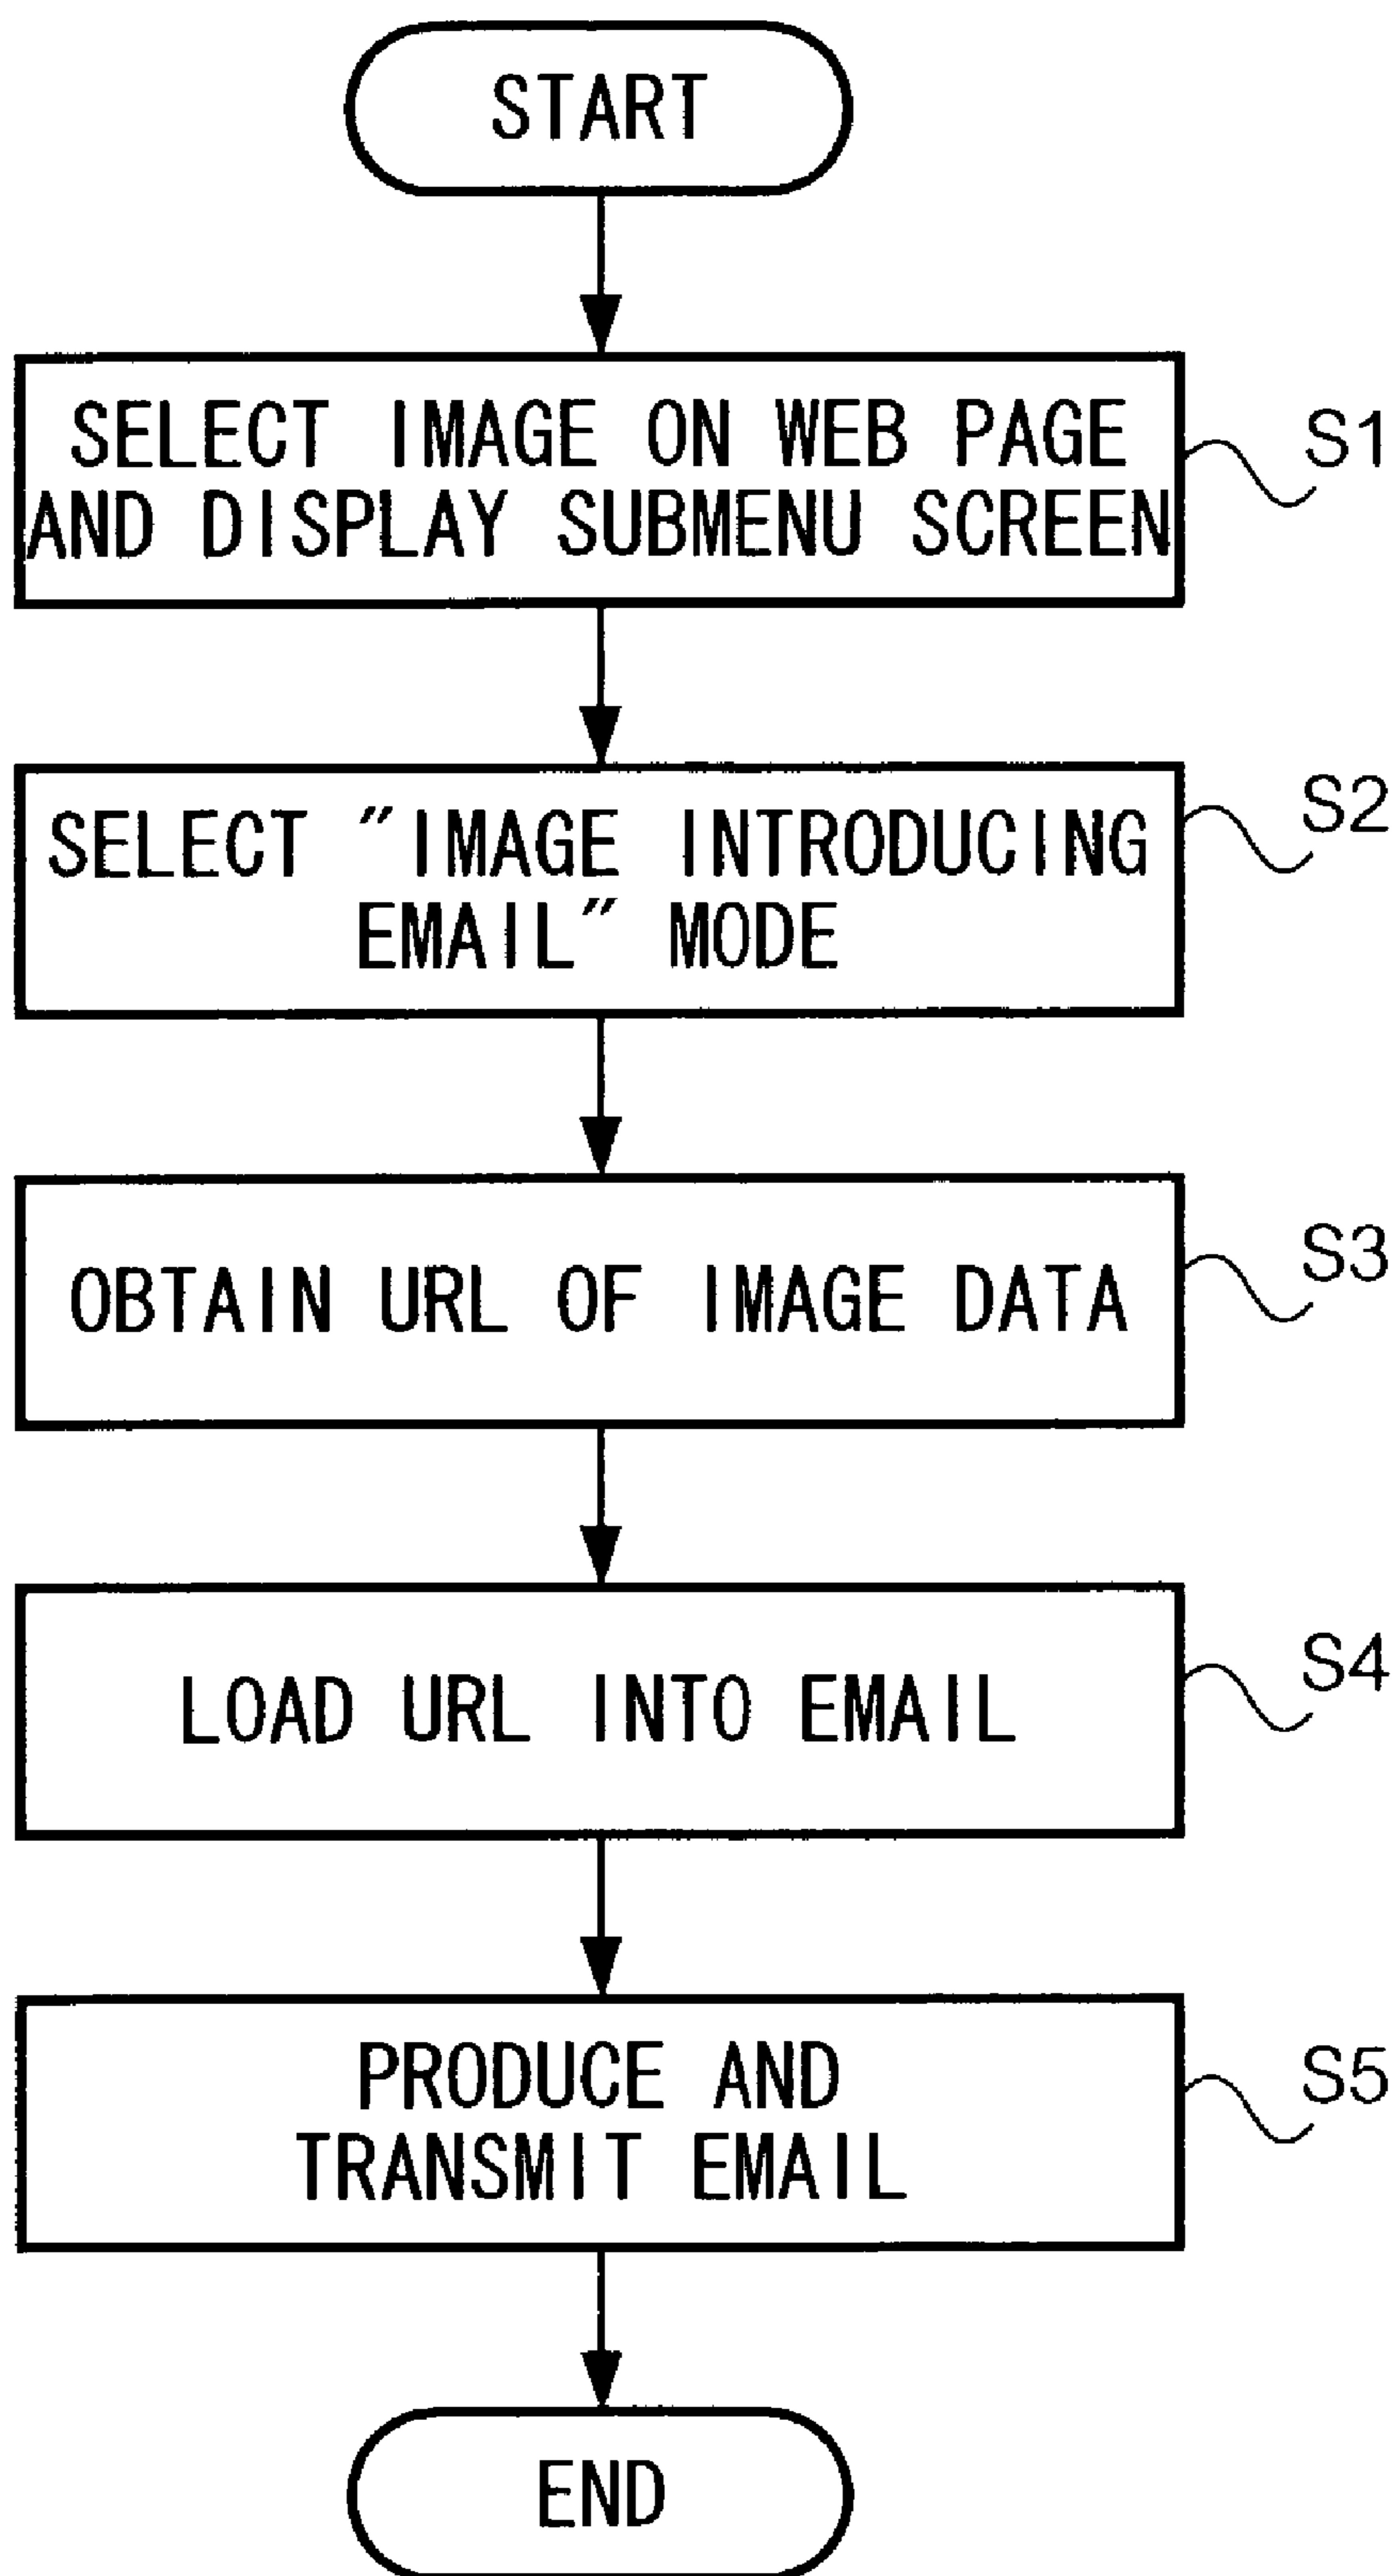 START
SELECT IMAGE ON WEB PAGE
AND DISPLAY SUBMENU SCREEN
S1
SELECT "IMAGE INTRODUCING
EMAIL" MODE
S2
OBTAIN URL OF IMAGE DATA
S3
LOAD URL INTO EMAIL
S4
PRODUCE AND
TRANSMIT EMAIL
S5
END